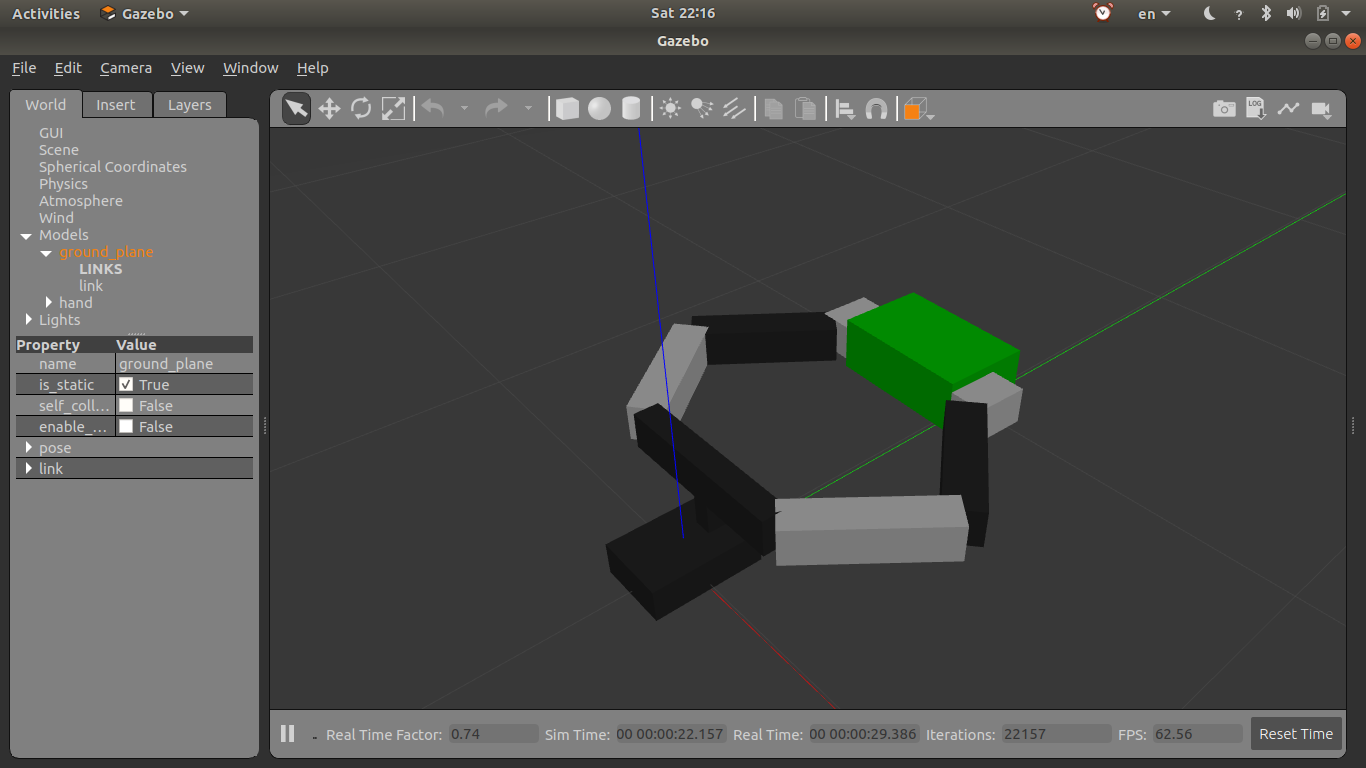 Activities Gazebo Sat 22:16 en
Gazebo
File Edit Camera View Window Help
World Insert Layers
LOG
GUI
Scene
Spherical Coordinates
Physics
Atmosphere
Wind
Models
ground_plane
LINKS
link
hand
Lights
Property Value
name ground_plane
is_static True
self_coll... False
enable_... False
pose
link
Real Time Factor: 0.74 Sim Time: 00 00:00:22.157 Real Time: 00 00:00:29.386 Iterations: 22157 FPS: 62.56 Reset Time